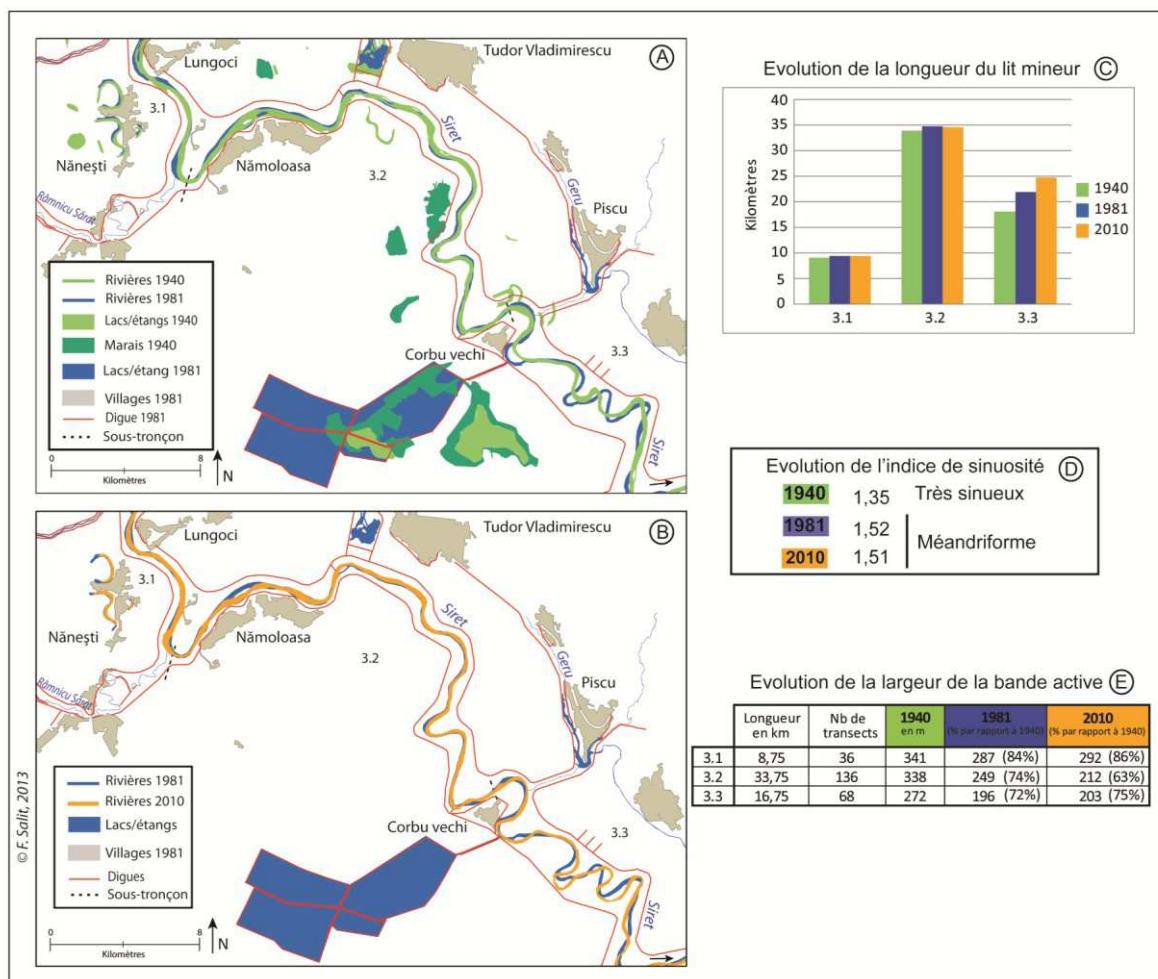 Lungoci
Tudor Vladimirescu
A
3.1
Siret
Năneşti
Nămoloasa
3.2
Geru
Râmnicu Sărat
Piscu
Rivières 1940
Rivières 1981
Lacs/étangs 1940
Marais 1940
Lacs/étang 1981
Villages 1981
Digue 1981
Sous-tronçon
0 8
Kilomètres
N
Corbu vechi
3.3
Siret
Evolution de la longueur du lit mineur C
Kilomètres
40
35
30
25
20
15
10
5
0
3.1 3.2 3.3
1940
1981
2010
Evolution de l'indice de sinuosité D
1940 1,35 Très sinueux
1981 1,52
Méandriforme
2010 1,51
Lungoci
Tudor Vladimirescu
B
3.1
Siret
Năneşti
Nămoloasa
3.2
Geru
Râmnicu Sărat
Piscu
Rivières 1981
Rivières 2010
Lacs/étangs
Villages 1981
Digues
Sous-tronçon
0 8
Kilomètres
N
Corbu vechi
3.3
Siret
Evolution de la largeur de la bande active E
Longueur en km Nb de transects 1940 en m 1981 (% par rapport à 1940) 2010 (% par rapport à 1940)
3.1 8,75 36 341 287 (84%) 292 (86%)
3.2 33,75 136 338 249 (74%) 212 (63%)
3.3 16,75 68 272 196 (72%) 203 (75%)
© F. Salit, 2013